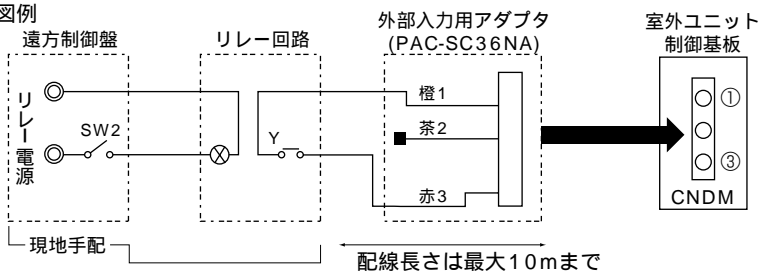 図例
遠方制御盤
リレー回路
外部入力用アダプタ
(PAC-SC36NA)
室外ユニット
制御基板
リレー電源
SW2
Y
橙1
茶2
赤3
①
③
CNDM
現地手配
配線長さは最大10mまで